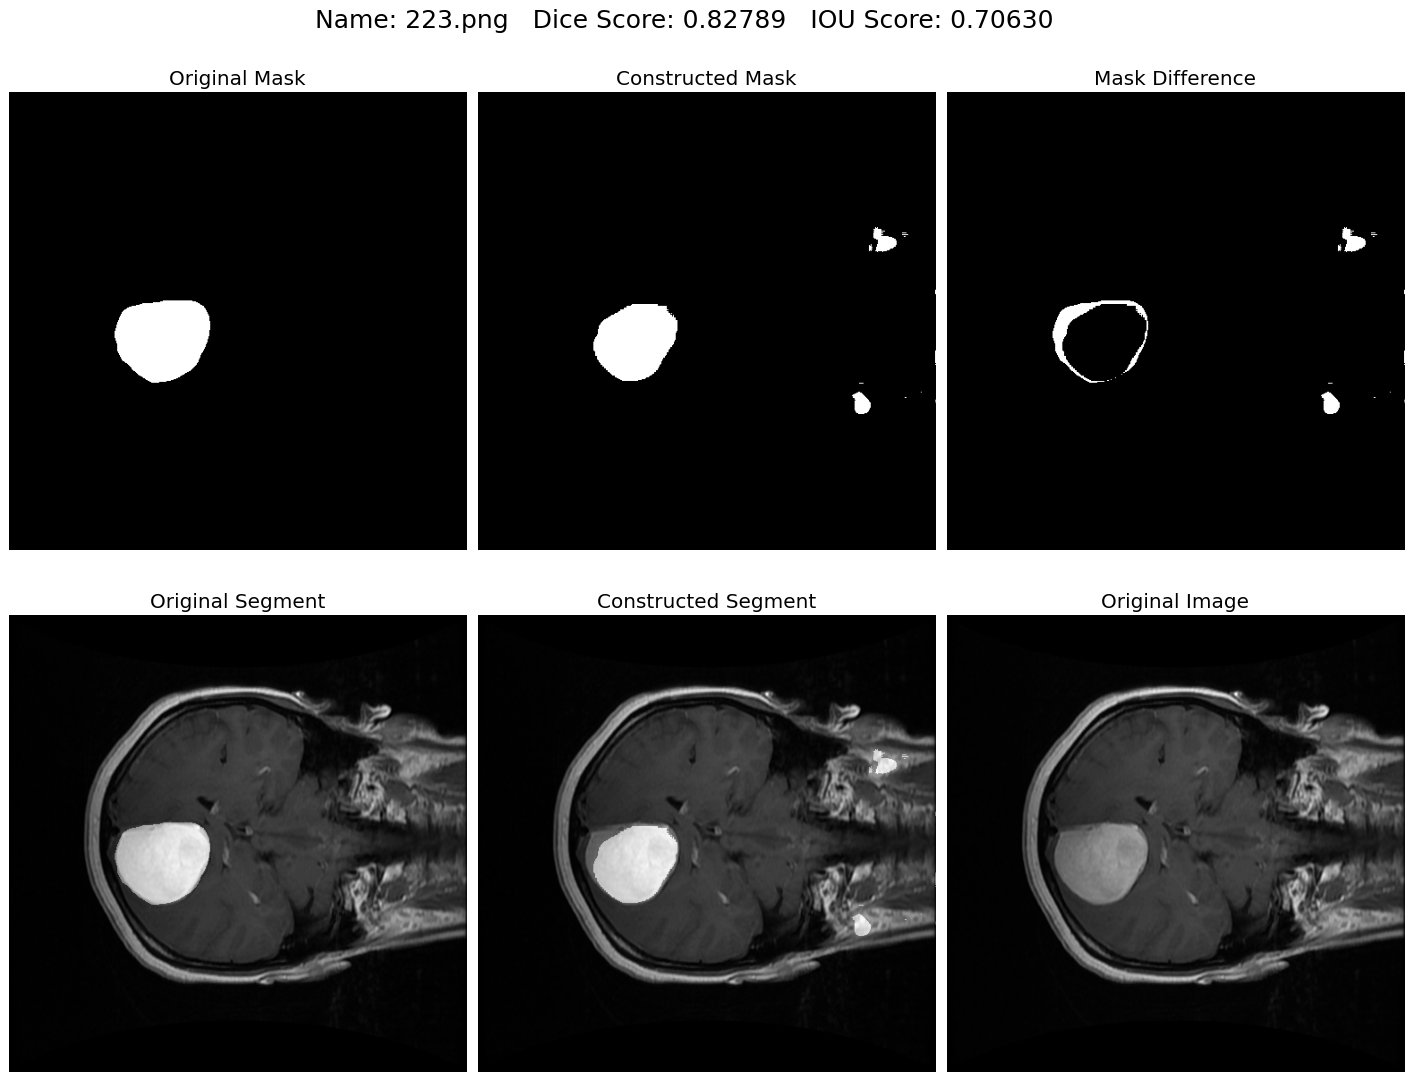 Name: 223.png   Dice Score: 0.82789   IOU Score: 0.70630
Original Mask
Constructed Mask
Mask Difference
Original Segment
Constructed Segment
Original Image